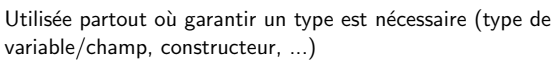 Utilisée partout où garantir un type est nécessaire (type de
variable/champ, constructeur, ...)